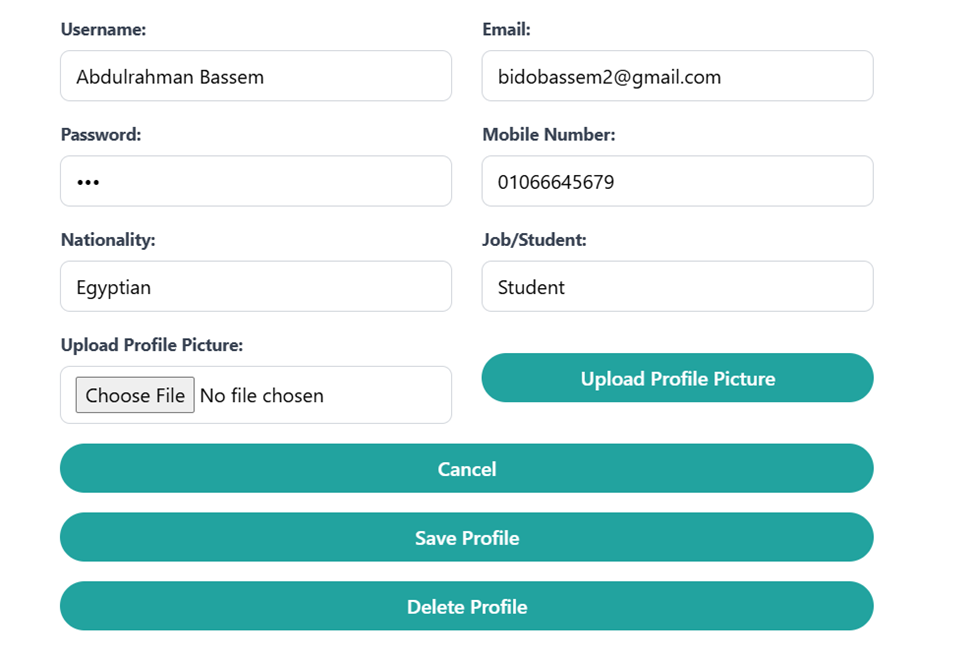 Username: Email:
Abdulrahman Bassem bidobassem2@gmail.com
Password: Mobile Number:
••• 01066645679
Nationality: Job/Student:
Egyptian Student
Upload Profile Picture:
Choose File No file chosen Upload Profile Picture
Cancel
Save Profile
Delete Profile